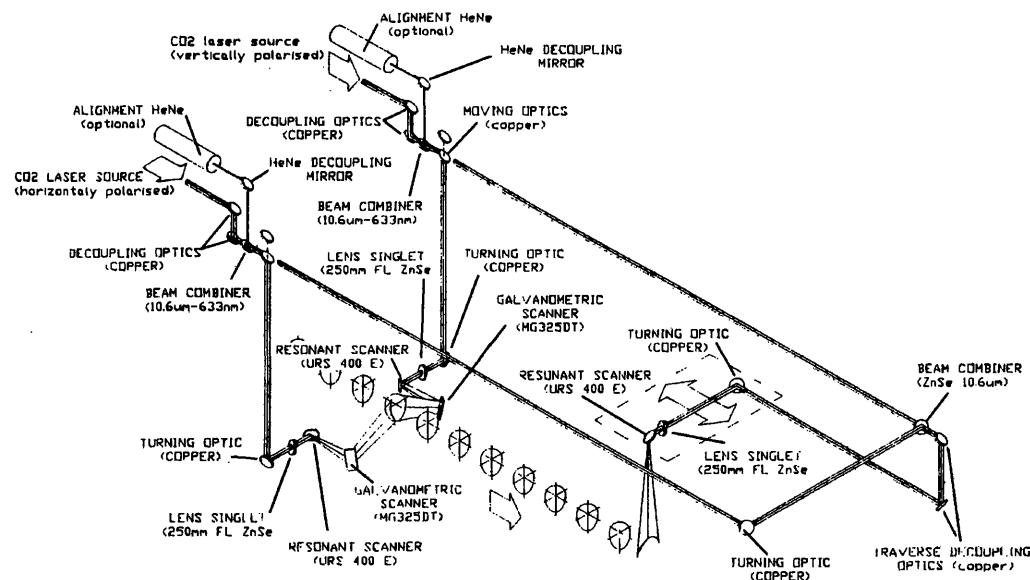 ALIGNMENT HeNe
(optional)
CO2 laser source
(vertically polarised)
HeNe DECOUPLING
MIRROR
ALIGNMENT HeNe
(optional)
DECOUPLING OPTICS
(COPPER)
MOVING OPTICS
(copper)
HeNe DECOUPLING
MIRROR
CO2 LASER SOURCE
(horizontaly polarised)
BEAM COMBINER
(10.6um-633nm)
DECOUPLING OPTICS
(COPPER)
LENS SINGLET
(250mm FL ZnSe
TURNING OPTIC
(COPPER)
BEAM COMBINER
(10.6um-633nm)
GALVANOMETRIC
SCANNER
(MG325DT)
TURNING OPTIC
(COPPER)
RESONANT SCANNER
(URS 400 E)
RESONANT SCANNER
(URS 400 E)
BEAM COMBINER
(ZnSe 10.6um)
TURNING OPTIC
(COPPER)
LENS SINGLET
(250mm FL ZnSe
GALVANOMETRIC
SCANNER
(MG325DT)
LENS SINGLET
(250mm FL ZnSe
RESONANT SCANNER
(URS 400 E)
TURNING OPTIC
(COPPER)
TRAVERSE DECOUPLING
OPTICS (copper)